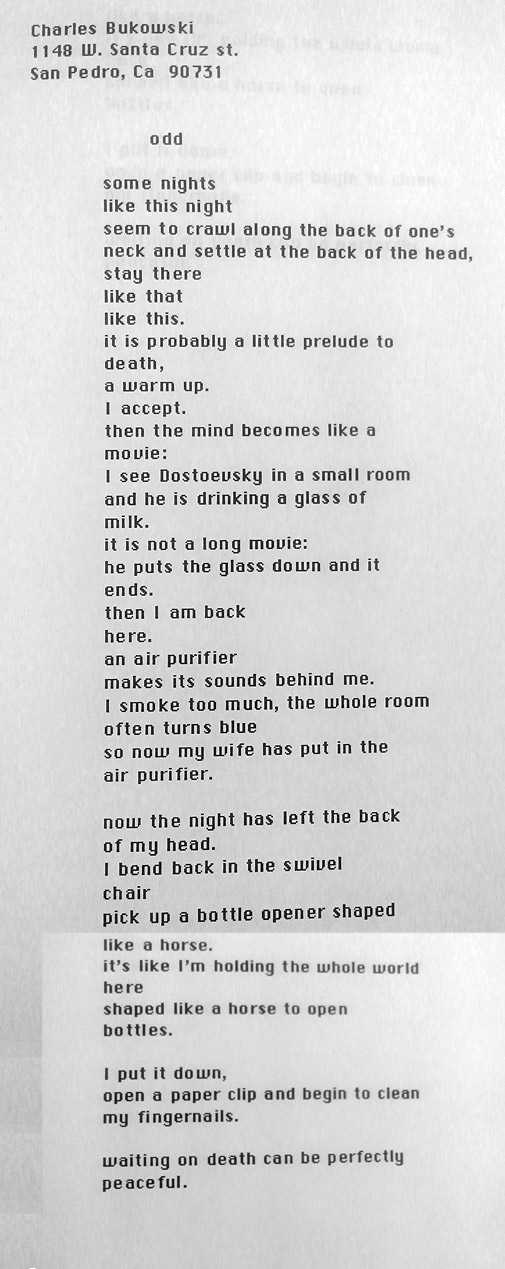 Charles Bukowski
1148 W. Santa Cruz st.
San Pedro, Ca  90731
odd
some nights
like this night
seem to crawl along the back of one's
neck and settle at the back of the head,
stay there
like that
like this.
it is probably a little prelude to
death,
a warm up.
I accept.
then the mind becomes like a
movie:
I see Dostoevsky in a small room
and he is drinking a glass of
milk.
it is not a long movie:
he puts the glass down and it
ends.
then I am back
here.
an air purifier
makes its sounds behind me.
I smoke too much, the whole room
often turns blue
so now my wife has put in the
air purifier.
now the night has left the back
of my head.
I bend back in the swivel
chair
pick up a bottle opener shaped
like a horse.
it's like I'm holding the whole world
here
shaped like a horse to open
bottles.
I put it down,
open a paper clip and begin to clean
my fingernails.
waiting on death can be perfectly
peaceful.